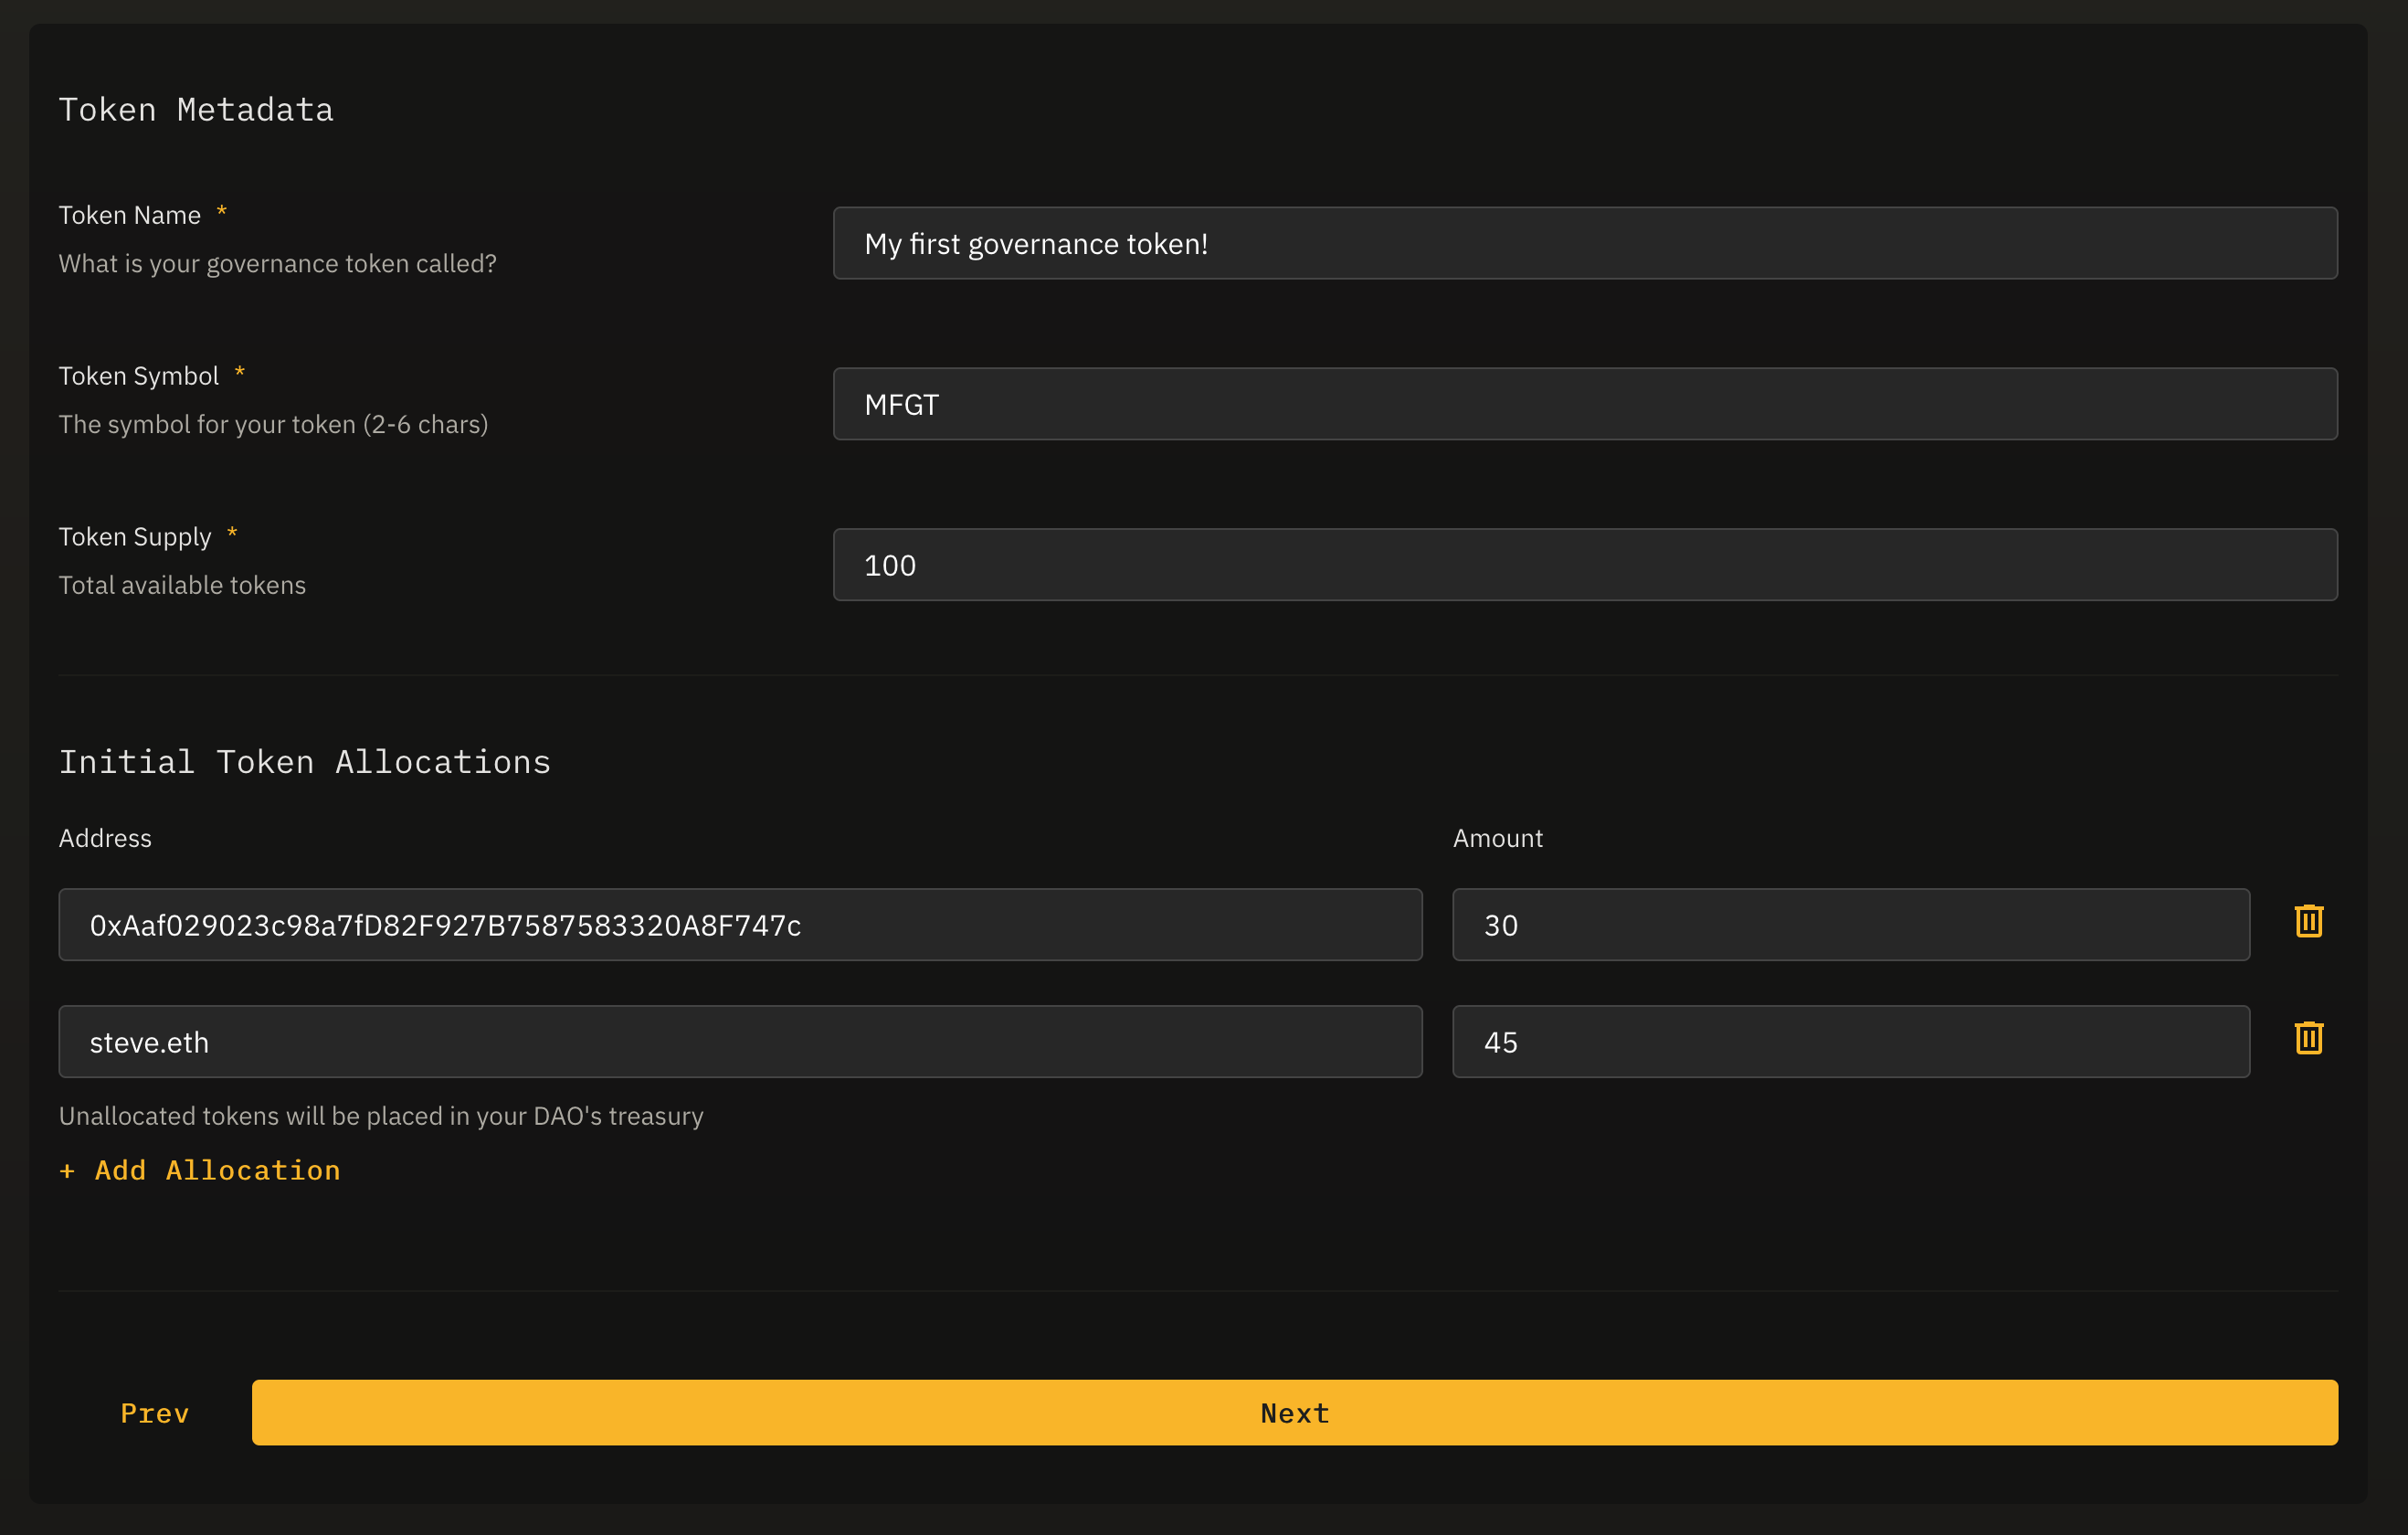 Token Metadata
Token Name *
What is your governance token called?
My first governance token!
Token Symbol *
The symbol for your token (2-6 chars)
MFGT
Token Supply *
Total available tokens
100
Initial Token Allocations
Address Amount
0xAaf029023c98a7fD82F927B7587583320A8F747c 30
steve.eth 45
Unallocated tokens will be placed in your DAO's treasury
+ Add Allocation
Prev Next